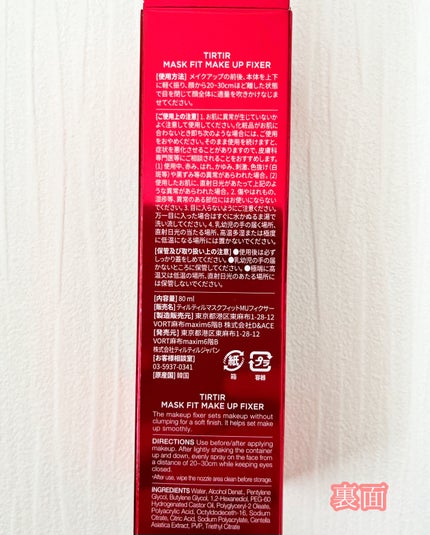 TIRTIR
MASK FIT MAKE UP FIXER
[使用方法] メイクアップの前後、本体を上下
に軽く振り、顔から20~30cmほど離した状態
で目を閉じて顔全体に適量を吹きかけなじま
せてください。
[ご使用上の注意] 1. お肌に異常が生じていないか
よく注意して使用してください。化粧品がお肌に
合わないとき即ち次のような場合には、ご使用
をおやめください。そのまま使用を続けますと、
症状を悪化させることがありますので、皮膚科
専門医等にご相談されることをおすすめします。
(1) 使用中、赤み、はれ、かゆみ、刺激、色抜け(白
斑等)や黒ずみ等の異常があらわれた場合。(2)
使用したお肌に、直射日光があたって上記のよ
うな異常があらわれた場合。2. 傷やはれもの、
湿疹等、異常のある部位にはお使いにならない
でください。3. 目に入らないようにご注意ください。
万一目に入った場合はすぐに水かぬるま湯で
洗い流してください。4. 乳幼児の手の届く場所、
直射日光の当たる場所、高温多湿または極度
に低温になる場所には置かないでください。
[保管及び取り扱い上の注意] ●使用後は必ず
しっかり蓋をしめてください。●乳幼児の手の届
かないところに保管してください。●極端に高
温又は低温の場所、直射日光のあたる場所に
は保管しないでください。
[内容量] 80 ml
[販売名] ティルティルマスクフィットMUフィクサー
[製造販売元] 東京都港区東麻布1-28-12
VORT麻布maxim6階B 株式会社D&ACE
[発売元] 東京都港区東麻布1-28-12
VORT麻布maxim6階B
株式会社ティルティルジャパン
[お客様相談室]
03-5937-0341
[原産国] 韓国
紙
箱
プラ
容器
TIRTIR
MASK FIT MAKE UP FIXER
The makeup fixer sets makeup without
clumping for a soft finish. It helps set make
up smoothly.
DIRECTIONS Use before/after applying
makeup. After lightly shaking the container
up and down, evenly spray on the face from
a distance of 20~30cm while keeping eyes
closed.
*After use, wipe the nozzle area clean before storage.
INGREDIENTS Water, Alcohol Denat., Pentylene
Glycol, Butylene Glycol, 1,2-Hexanediol, PEG-60
Hydrogenated Castor Oil, Polyglyceryl-2 Oleate,
Polyacrylic Acid, Octyldodeceth-16, Sodium
Citrate, Citric Acid, Sodium Polyacrylate, Centella
Asiatica Extract, PVP, Triethyl Citrate
裏面